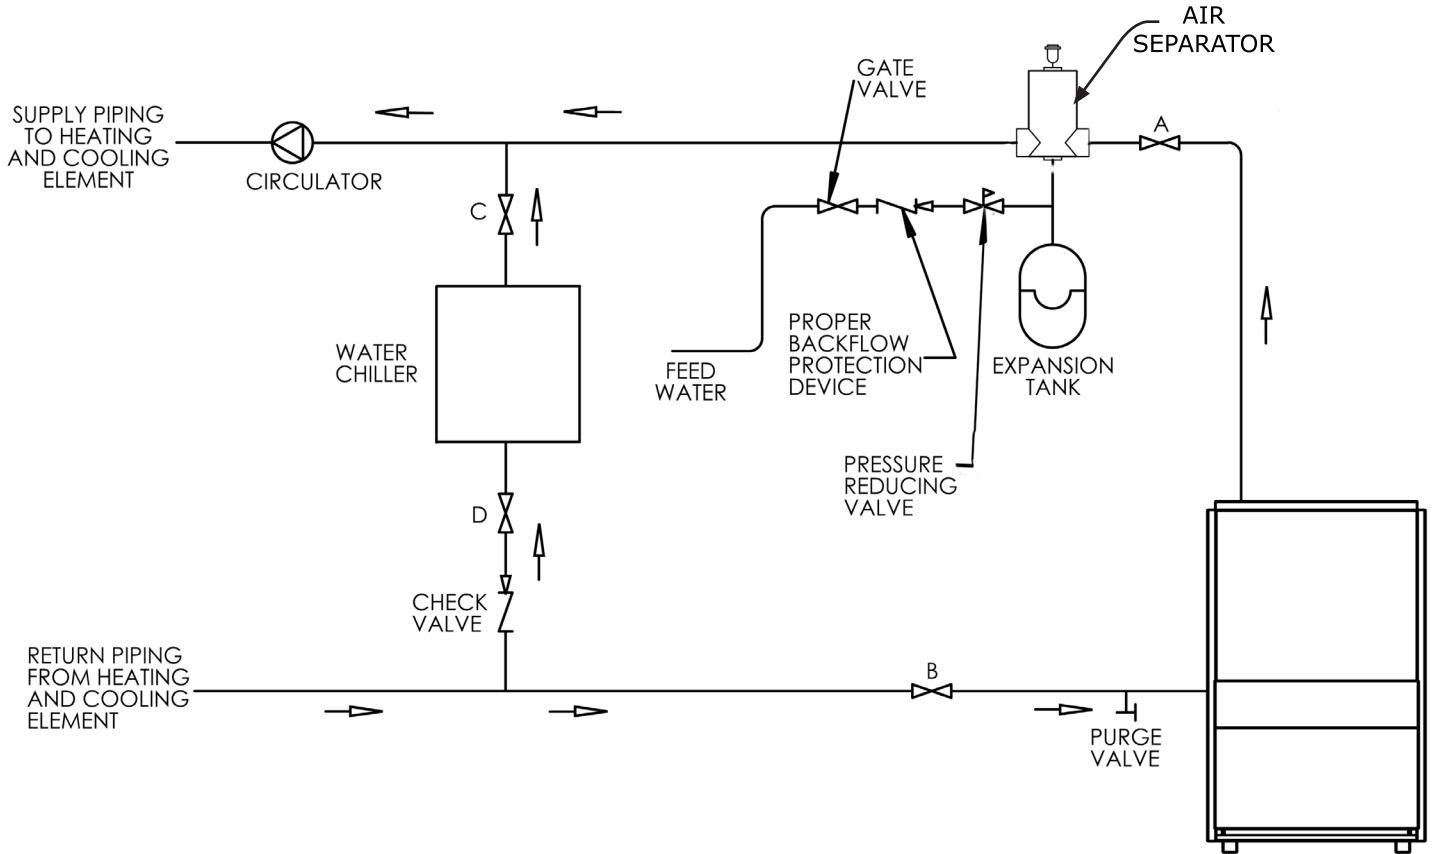 AIR
SEPARATOR
GATE
VALVE
SUPPLY PIPING
TO HEATING
AND COOLING
ELEMENT
A
CIRCULATOR
C
P
WATER
CHILLER
FEED
WATER
PROPER
BACKFLOW
PROTECTION
DEVICE
EXPANSION
TANK
PRESSURE
REDUCING
VALVE
D
CHECK
VALVE
RETURN PIPING
FROM HEATING
AND COOLING
ELEMENT
B
PURGE
VALVE